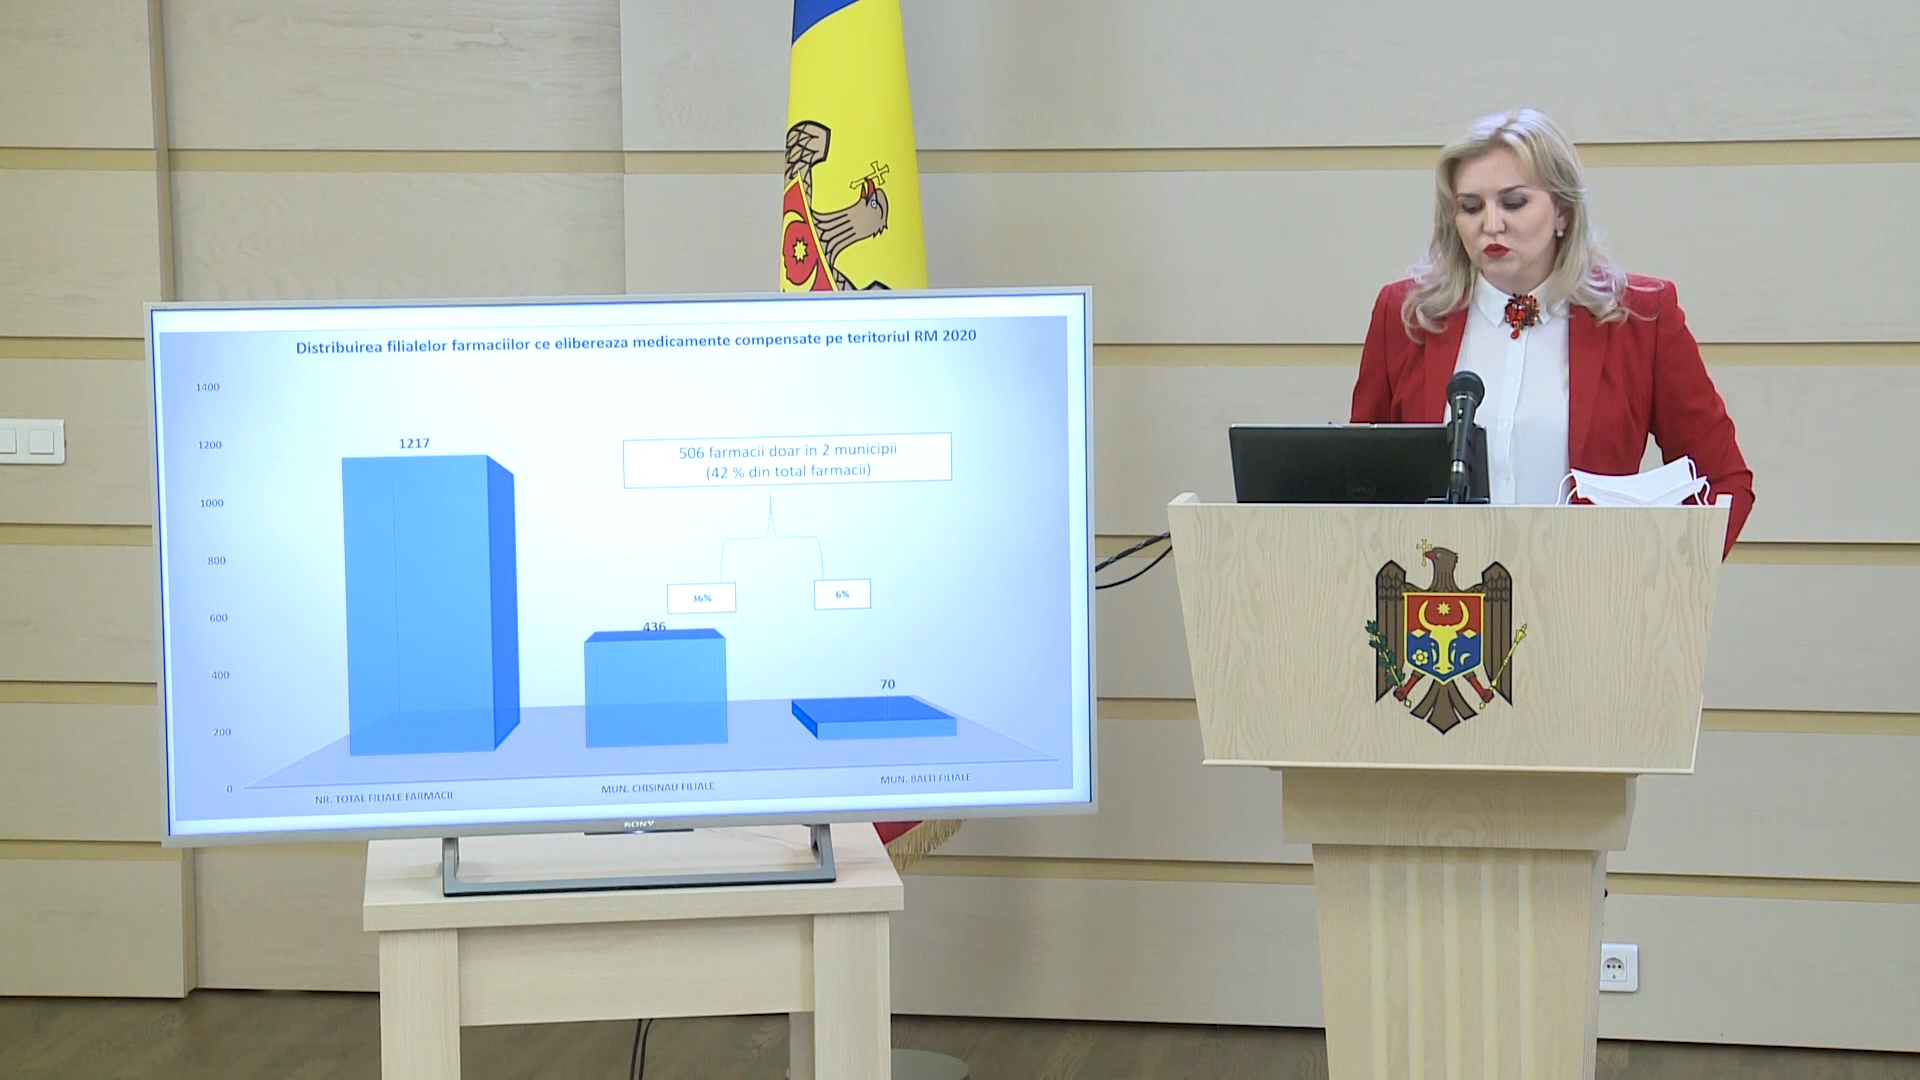 Distribuirea filialelor farmaciilor ce elibereaza medicamente compensate pe teritoriul RM 2020
1400
1200
1000
800
600
400
200
0
1217
506 farmacii doar în 2 municipii
(42 % din total farmacii)
36%
6%
436
70
NR. TOTAL FILIALE FARMACII
MUN. CHISINAU FILIALE
MUN. BALTI FILIALE
SONY